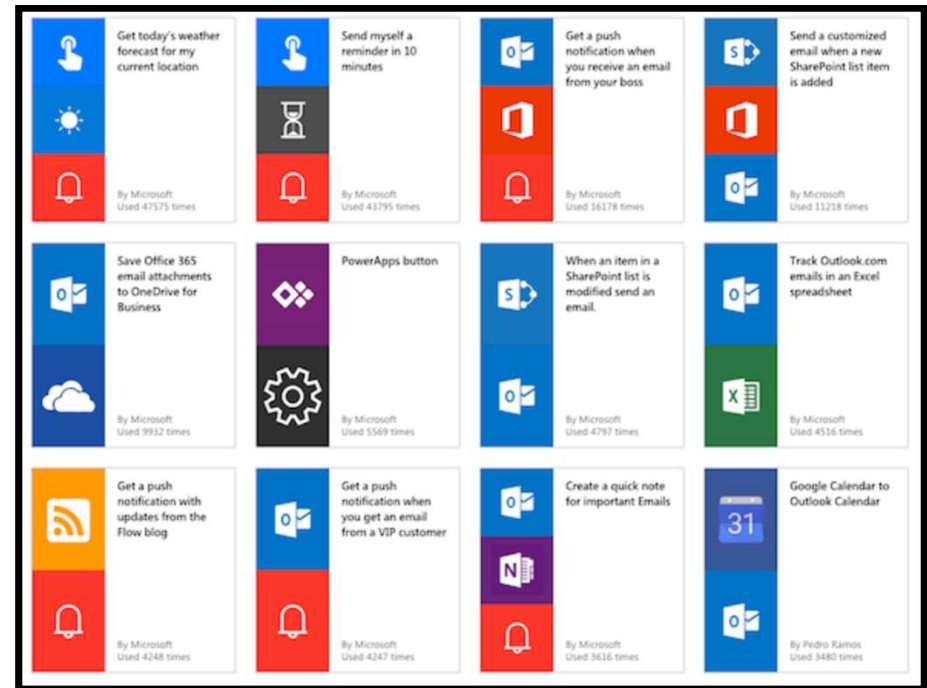 Get today's weather
forecast for my
current location
By Microsoft
Used 47575 times
Send myself a
reminder in 10
minutes
By Microsoft
Used 43795 times
Get a push
notification when
you receive an email
from your boss
By Microsoft
Used 16178 times
Send a customized
email when a new
SharePoint list item
is added
By Microsoft
Used 11218 times
Save Office 365
email attachments
to OneDrive for
Business
By Microsoft
Used 9932 times
PowerApps button
By Microsoft
Used 5569 times
When an item in a
SharePoint list is
modified send an
email.
By Microsoft
Used 4797 times
Track Outlook.com
emails in an Excel
spreadsheet
By Microsoft
Used 4516 times
Get a push
notification with
updates from the
Flow blog
By Microsoft
Used 4248 times
Get a push
notification when
you get an email
from a VIP customer
By Microsoft
Used 4247 times
Create a quick note
for important Emails
By Microsoft
Used 3616 times
31
Google Calendar to
Outlook Calendar
By Pedro Ramos
Used 3480 times